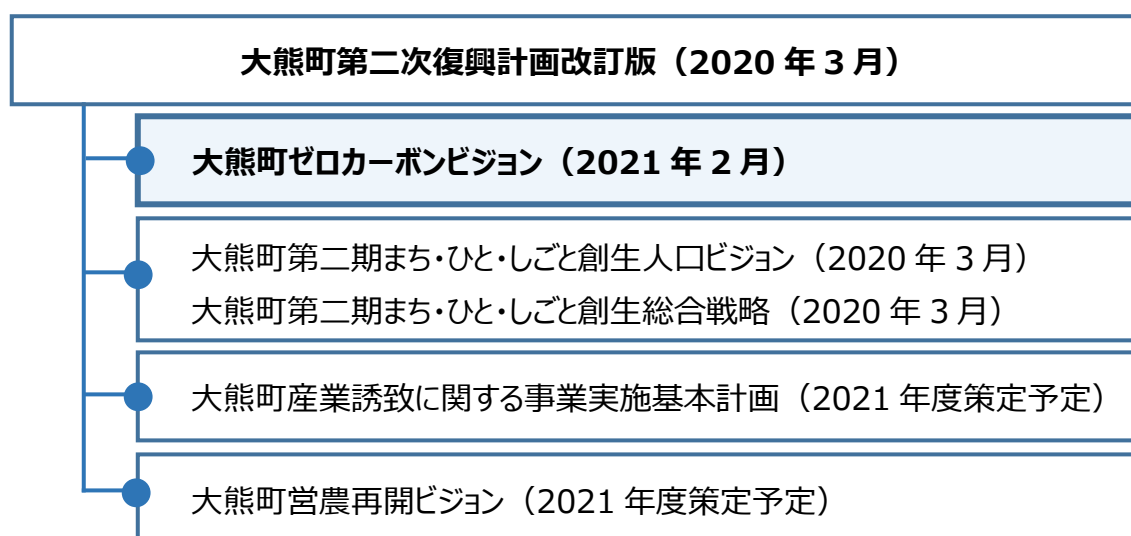 大熊町第二次復興計画改訂版（2020 年 3 月）
大熊町ゼロカーボンビジョン（2021 年 2 月）
大熊町第二期まち・ひと・しごと創生人口ビジョン（2020 年 3 月）
大熊町第二期まち・ひと・しごと創生総合戦略（2020 年 3 月）
大熊町産業誘致に関する事業実施基本計画（2021 年度策定予定）
大熊町営農再開ビジョン（2021 年度策定予定）